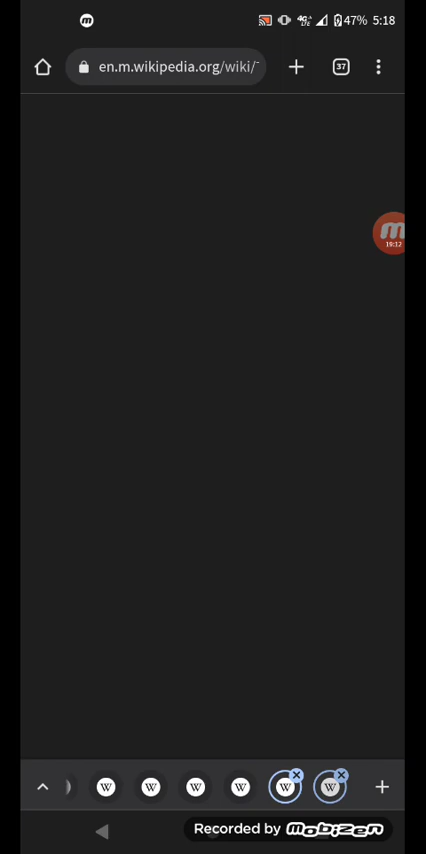 47% 5:18
en.m.wikipedia.org/wiki/
37
19:12
W W W W W
Recorded by mobizen